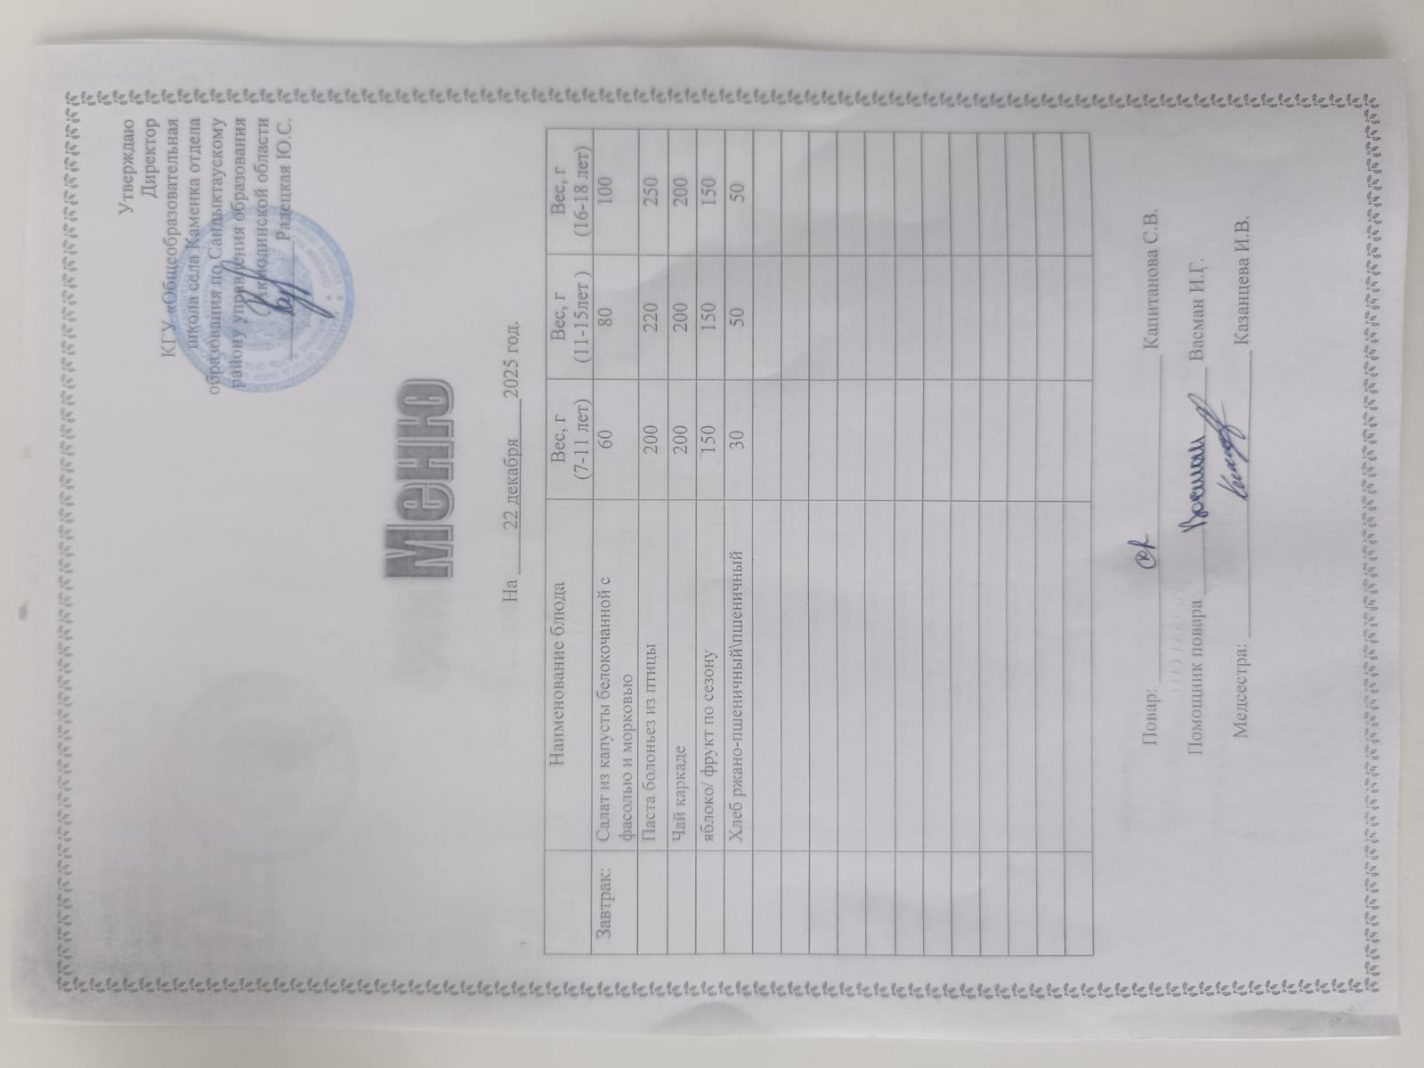 Утверждаю
Директор
КГУ «Общеобразовательная
школа села Каменка отдела
образования по Сандыктаускому
району управления образования
Акмолинской области
Радецкая Ю.С.
Меню
На 22 декабря 2025 год.
Наименование блюда Вес, г (7-11 лет) Вес, г (11-15лет ) Вес, г (16-18 лет)
Завтрак: Салат из капусты белокочанной с 60 80 100
фасолью и морковью
Паста болоньез из птицы 200 220 250
Чай каркаде 200 200 200
яблоко/ фрукт по сезону 150 150 150
Хлеб ржано-пшеничный\пшеничный 30 50 50
Повар: Капитанова С.В.
Помощник повара Васман И.Г.
Медсестра: Казанцева И.В.